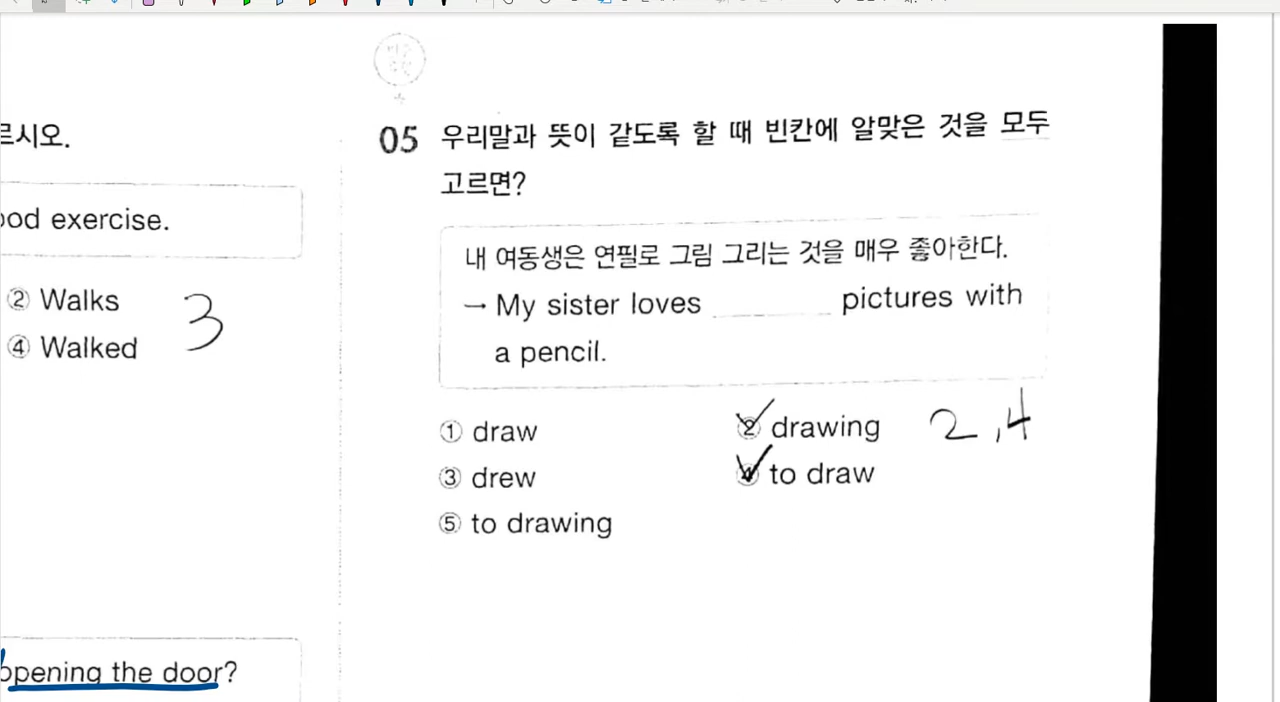 르시오.
ood exercise.
② Walks
④ Walked
3
opening the door?
05 우리말과 뜻이 같도록 할 때 빈칸에 알맞은 것을 모두
고르면?
내 여동생은 연필로 그림 그리는 것을 매우 좋아한다.
→ My sister loves ______ pictures with
a pencil.
① draw
② drawing
2,4
③ drew
④ to draw
⑤ to drawing